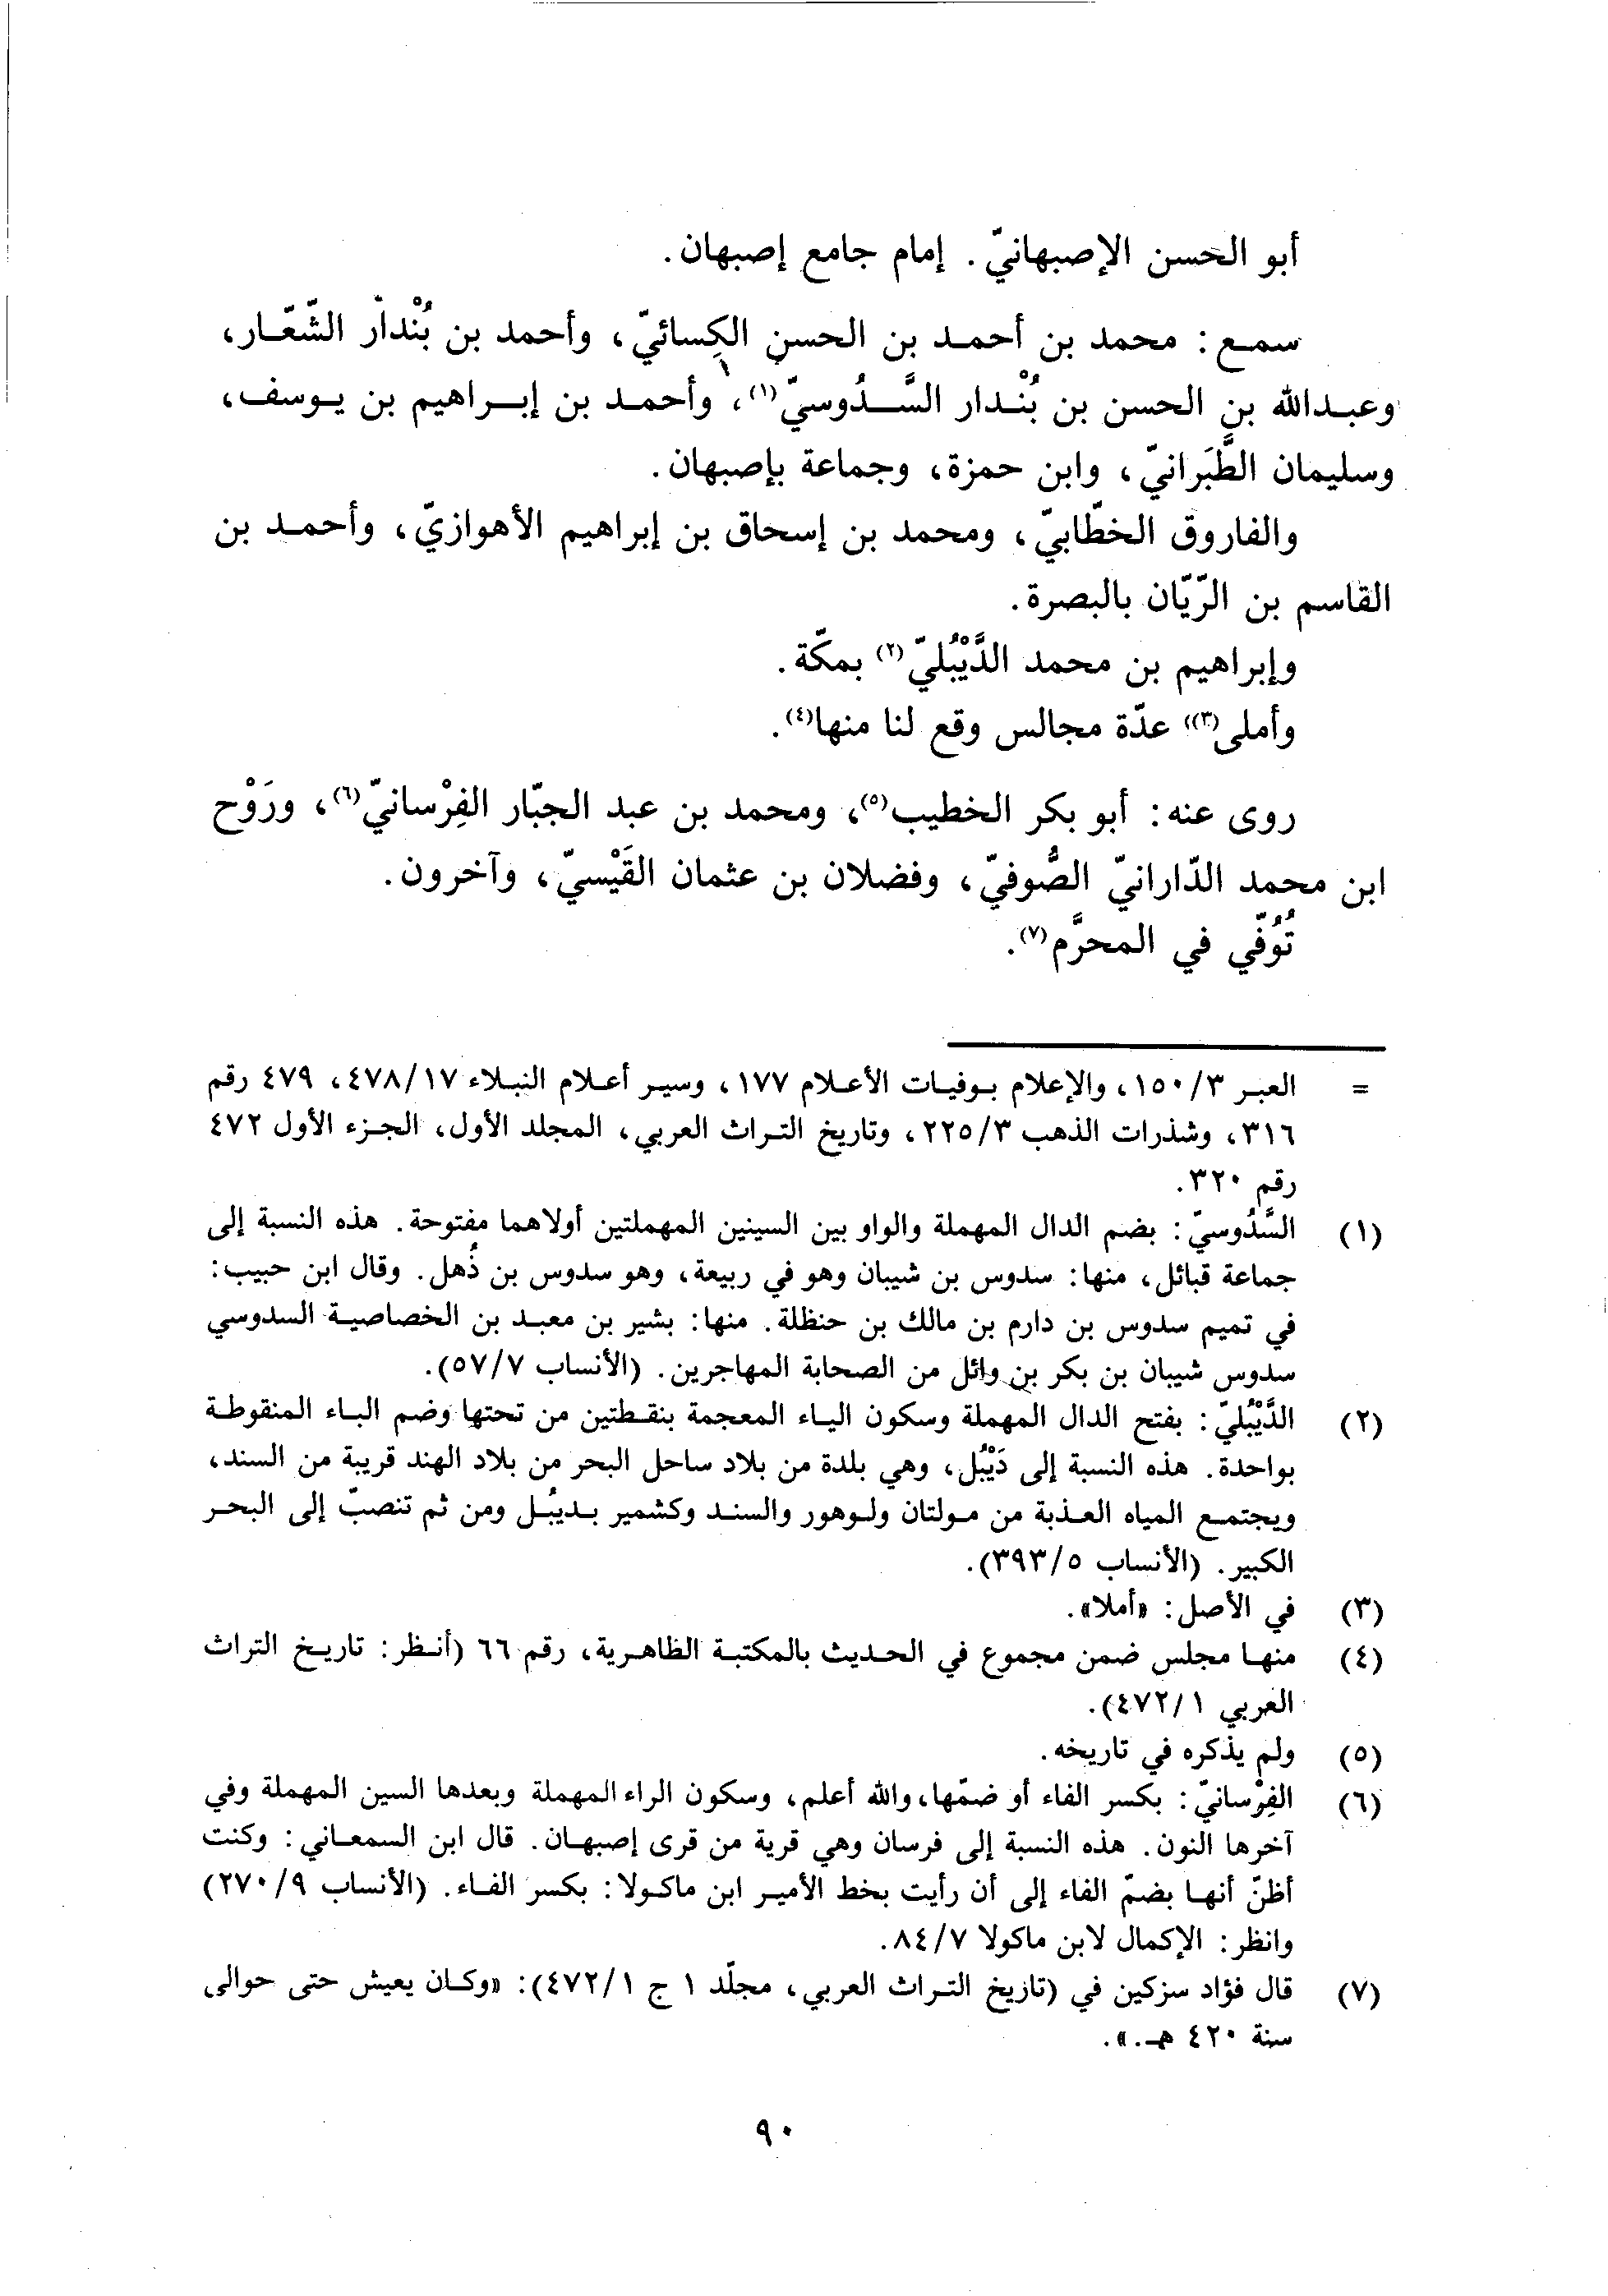 أبو الحسن الإصبهانيّ. إمام جامع إصبهان.
سمع: محمد بن أحمد بن الحسن الكِسائيّ، وأحمد بن بُنْدار الشّعّار،
وعبدالله بن الحسن بن بُنْدار السَّدُوسيّ(١)، وأحمد بن إبراهيم بن يوسف،
وسليمان الطَّبَرانيّ، وابن حمزة، وجماعة بإصبهان.
والفاروق الخطّابيّ، ومحمد بن إسحاق بن إبراهيم الأهوازيّ، وأحمد بن
القاسم بن الرّيّان بالبصرة.
وإبراهيم بن محمد الدَّيْبُليّ(٢) بمكّة.
وأملى(٣) عدّة مجالس وقع لنا منها(٤).
روى عنه: أبو بكر الخطيب(٥)، ومحمد بن عبد الجبّار الفِرْسانيّ(٦)، ورَوْح
ابن محمد الدّارانيّ الصُّوفيّ، وفضلان بن عثمان القَيْسيّ، وآخرون.
تُوُفّي في المحرَّم(٧).
= العبر ٣/١٥٠، والإعلام بوفيات الأعلام ١٧٧، وسير أعلام النبلاء ١٧/٤٧٨، ٤٧٩ رقم
٣١٦، وشذرات الذهب ٣/٢٢٥، وتاريخ التراث العربي، المجلد الأول، الجزء الأول ٤٧٢
رقم ٣٢٠.
(١) السَّدُوسيّ: بضم الدال المهملة والواو بين السينين المهملتين أولاهما مفتوحة. هذه النسبة إلى
جماعة قبائل، منها: سدوس بن شيبان وهو في ربيعة، وهو سدوس بن ذُهل. وقال ابن حبيب:
في تميم سدوس بن دارم بن مالك بن حنظلة. منها: بشير بن معبد بن الخصاصية السدوسي
سدوس شيبان بن بكر بن وائل من الصحابة المهاجرين. (الأنساب ٧/٥٧).
(٢) الدَّيْبُليّ: بفتح الدال المهملة وسكون الياء المعجمة بنقطتين من تحتها وضم الباء المنقوطة
بواحدة. هذه النسبة إلى دَيْبُل، وهي بلدة من بلاد ساحل البحر من بلاد الهند قريبة من السند،
ويجتمع المياه العذبة من مولتان ولوهور والسند وكشمير بديبُل ومن ثم تنصبّ إلى البحر
الكبير. (الأنساب ٥/٣٩٣).
(٣) في الأصل: «أملا».
(٤) منها مجلس ضمن مجموع في الحديث بالمكتبة الظاهرية، رقم ٦٦ (أنظر: تاريخ التراث
العربي ١/٤٧٢).
(٥) ولم يذكره في تاريخه.
(٦) الفِرْسانيّ: بكسر الفاء أو ضمّها، والله أعلم، وسكون الراء المهملة وبعدها السين المهملة وفي
آخرها النون. هذه النسبة إلى فرسان وهي قرية من قرى إصبهان. قال ابن السمعاني: وكنت
أظنّ أنها بضمّ الفاء إلى أن رأيت بخط الأمير ابن ماكولا: بكسر الفاء. (الأنساب ٩/٢٧٠)
وانظر: الإكمال لابن ماكولا ٧/٨٤.
(٧) قال فؤاد سزكين في (تاريخ التراث العربي، مجلّد ١ ج ١/٤٧٢): «وكان يعيش حتى حوالى
سنة ٤٢٠ هـ.».
٩٠